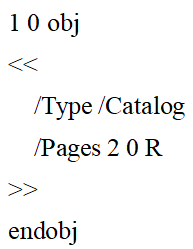 1 0 obj
<<
/Type /Catalog
/Pages 2 0 R
>>
endobj